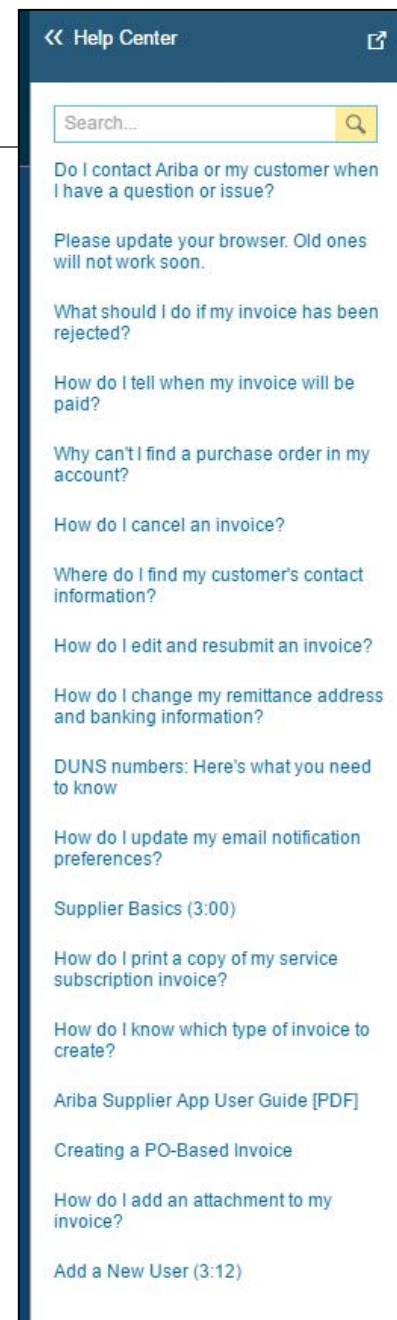 « Help Center
Search...
Do I contact Ariba or my customer when
I have a question or issue?
Please update your browser. Old ones
will not work soon.
What should I do if my invoice has been
rejected?
How do I tell when my invoice will be
paid?
Why can't I find a purchase order in my
account?
How do I cancel an invoice?
Where do I find my customer's contact
information?
How do I edit and resubmit an invoice?
How do I change my remittance address
and banking information?
DUNS numbers: Here's what you need
to know
How do I update my email notification
preferences?
Supplier Basics (3:00)
How do I print a copy of my service
subscription invoice?
How do I know which type of invoice to
create?
Ariba Supplier App User Guide [PDF]
Creating a PO-Based Invoice
How do I add an attachment to my
invoice?
Add a New User (3:12)